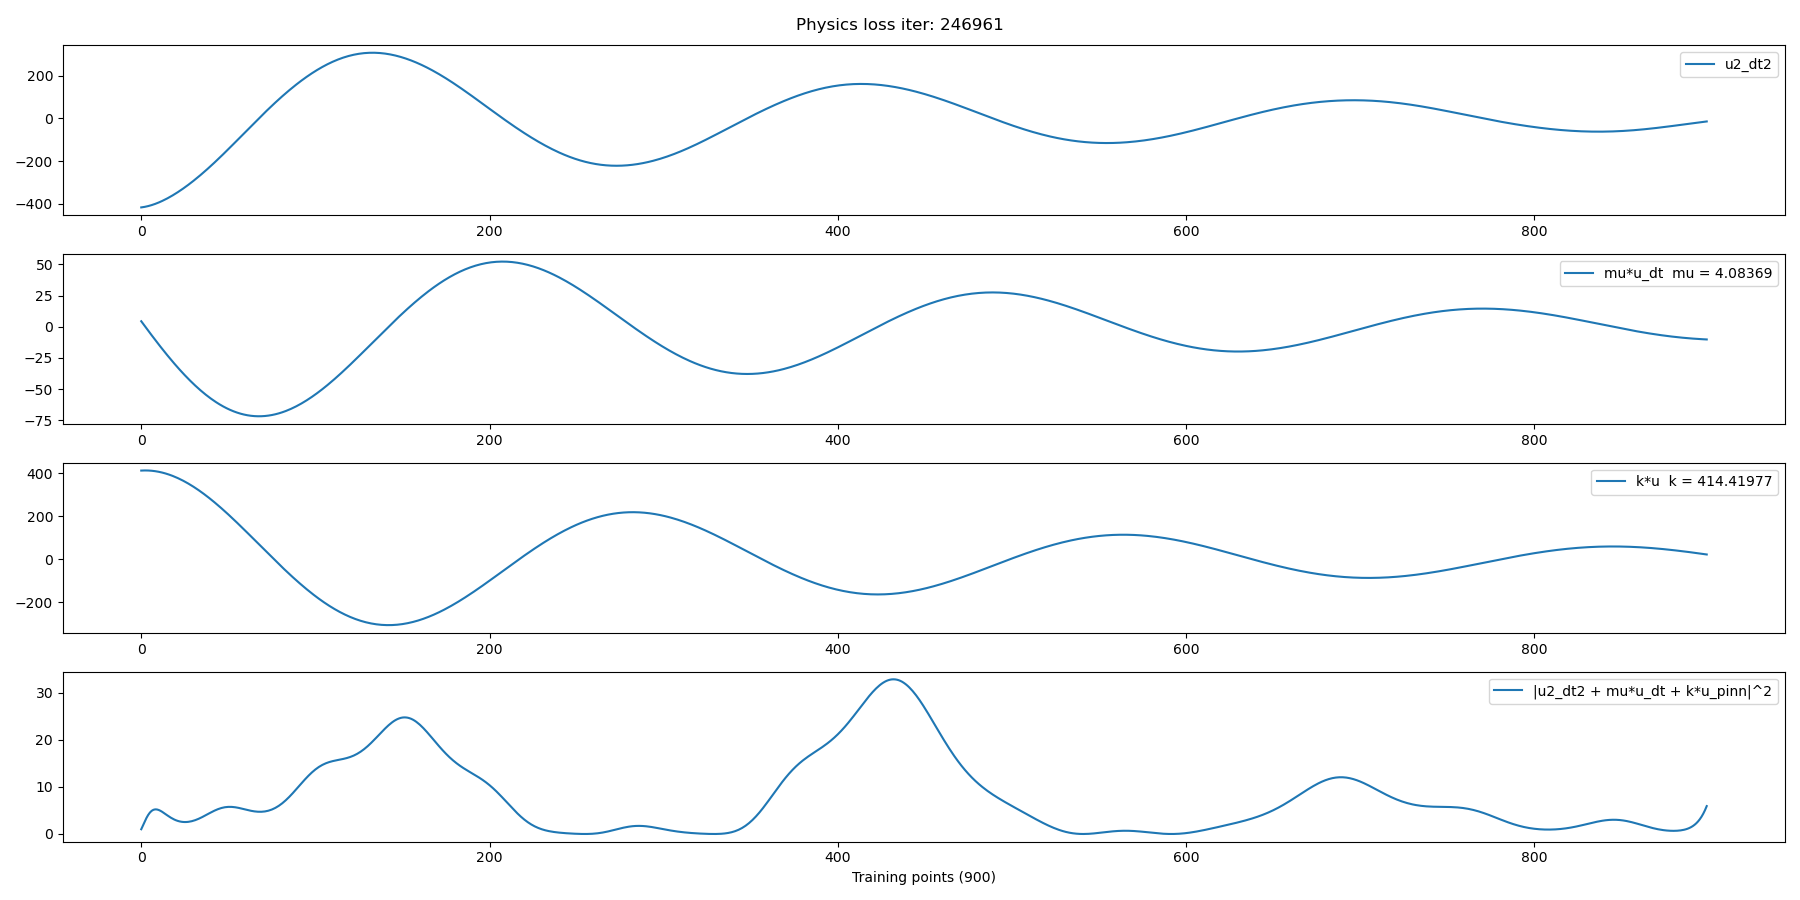 Physics loss iter: 246961
u2_dt2
200
0
−200
−400
0 200 400 600 800
mu*u_dt mu = 4.08369
50
25
0
−25
−50
−75
0 200 400 600 800
k*u k = 414.41977
400
200
0
−200
0 200 400 600 800
|u2_dt2 + mu*u_dt + k*u_pinn|^2
30
20
10
0
0 200 400 600 800
Training points (900)